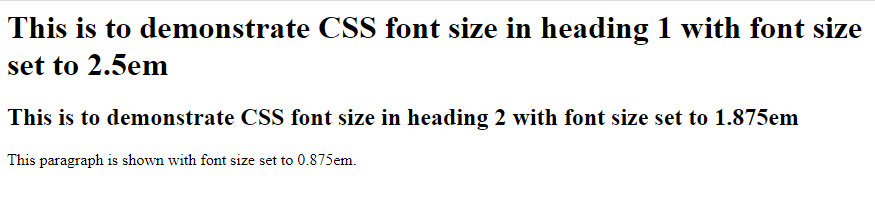 This is to demonstrate CSS font size in heading 1 with font size
set to 2.5em
This is to demonstrate CSS font size in heading 2 with font size set to 1.875em
This paragraph is shown with font size set to 0.875em.